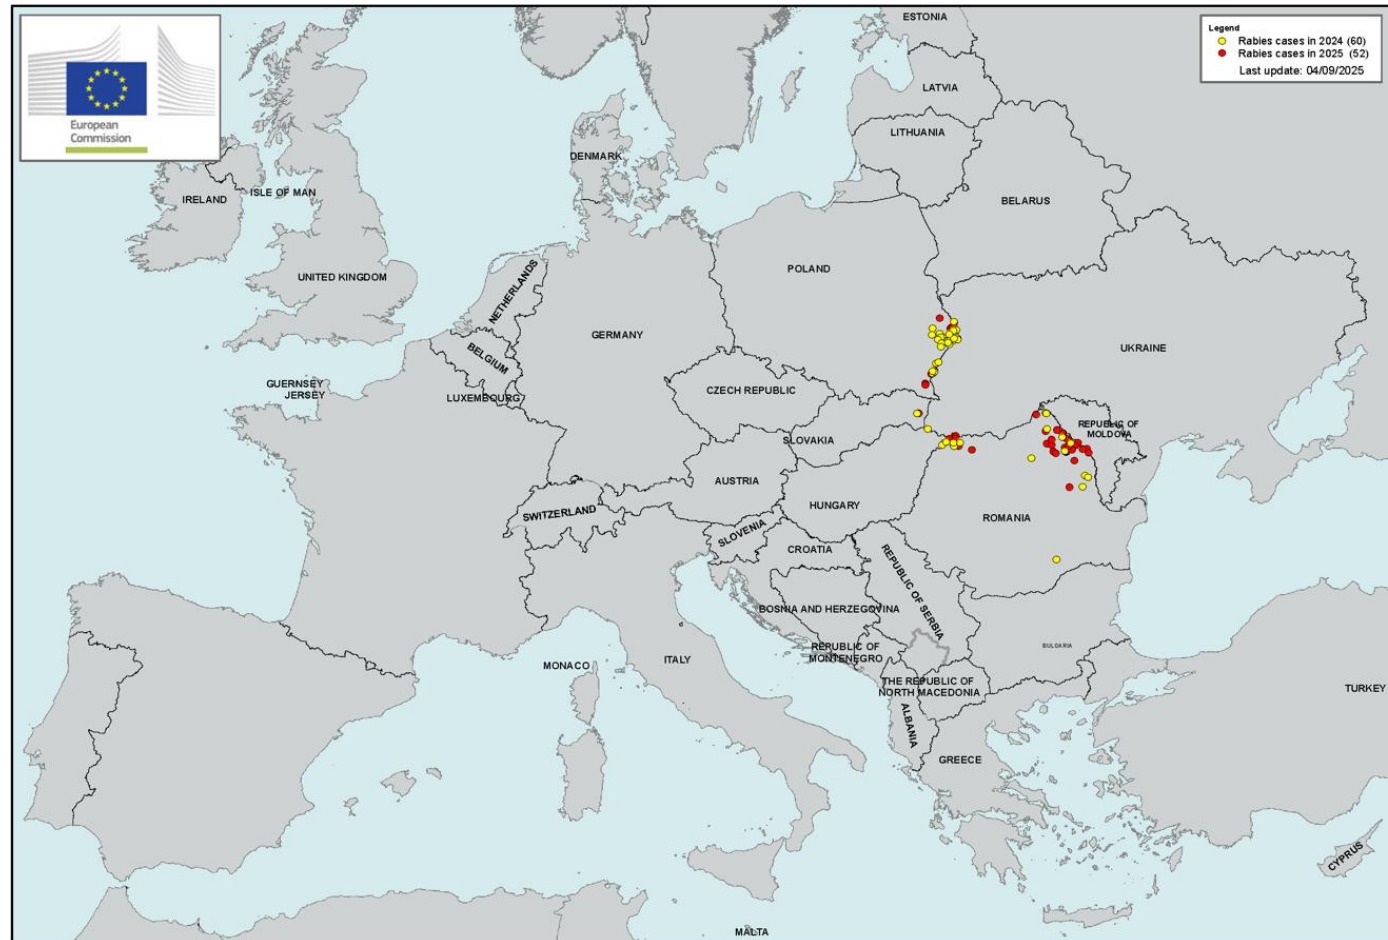 European
Commission
Legend
Rabies cases in 2024 (60)
Rabies cases in 2025 (52)
Last update: 04/09/2025
ESTONIA
LATVIA
LITHUANIA
DENMARK
ISLE OF MAN
IRELAND
BELARUS
UNITED KINGDOM
NETHERLANDS
POLAND
GERMANY
BELGIUM
UKRAINE
GUERNSEY
JERSEY
LUXEMBOURG
CZECH REPUBLIC
SLOVAKIA
REPUBLIC OF
MOLDOVA
AUSTRIA
HUNGARY
SWITZERLAND
ROMANIA
SLOVENIA
CROATIA
REPUBLIC OF SERBIA
BOSNIA AND HERZEGOVINA
BULGARIA
REPUBLIC OF
MONTENEGRO
ITALY
MONACO
THE REPUBLIC OF
NORTH MACEDONIA
TURKEY
ALBANIA
GREECE
CYPRUS
MALTA